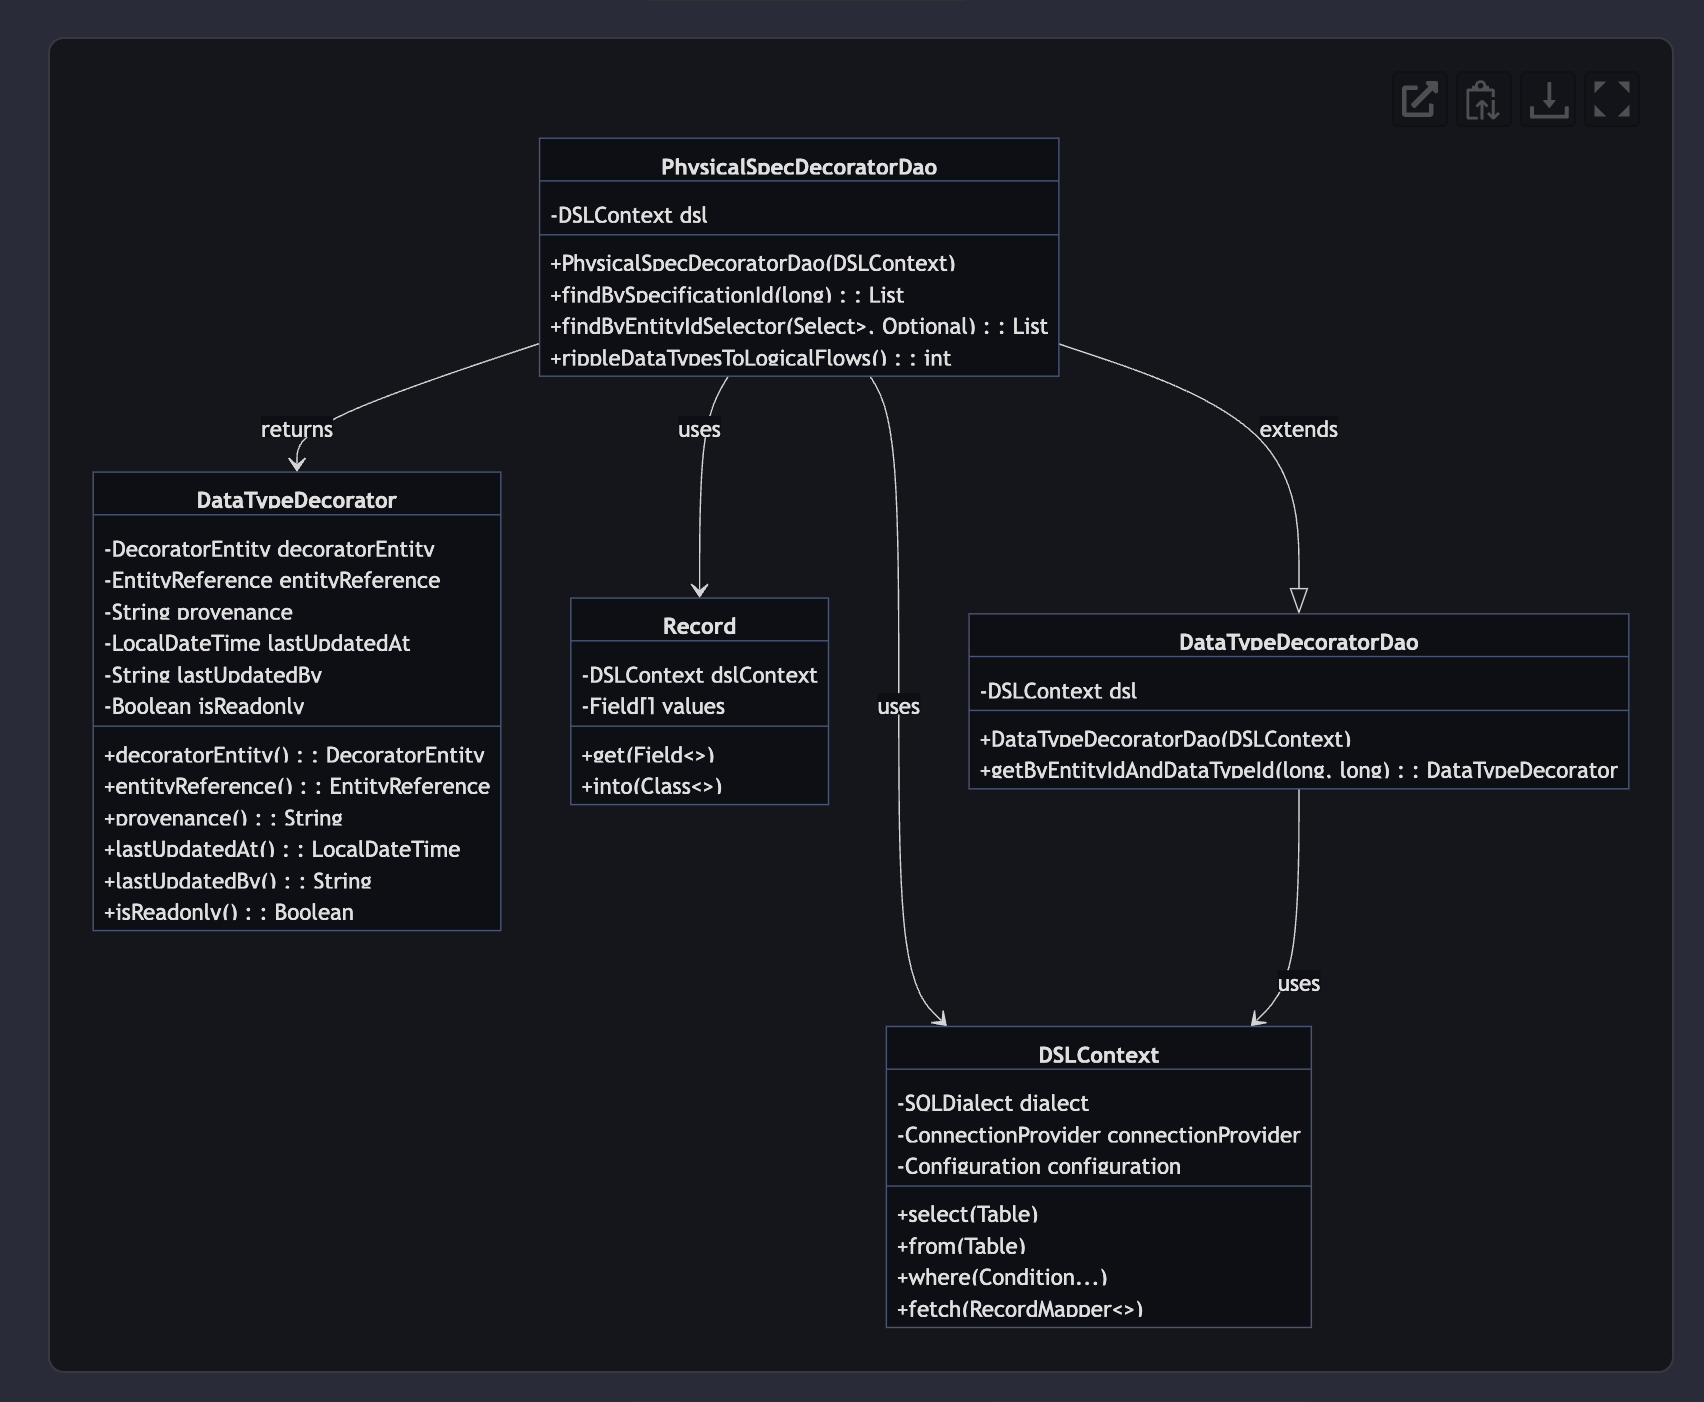 PhysicalSpecDecoratorDao
-DSLContext dsl
+PhysicalSpecDecoratorDao(DSLContext)
+findBySpecificationId(long) : : List
+findByEntityIdSelector(Select>, Optional) : : List
+rippleDataTypesToLogicalFlows() : : int
returns
uses
extends
DataTypeDecorator
-DecoratorEntity decoratorEntity
-EntityReference entityReference
-String provenance
-LocalDateTime lastUpdatedAt
-String lastUpdatedBy
-Boolean isReadonly
+decoratorEntity() : : DecoratorEntity
+entityReference() : : EntityReference
+provenance() : : String
+lastUpdatedAt() : : LocalDateTime
+lastUpdatedBy() : : String
+isReadonly() : : Boolean
Record
-DSLContext dslContext
-Field[] values
+get(Field<>)
+into(Class<>)
uses
DataTypeDecoratorDao
-DSLContext dsl
+DataTypeDecoratorDao(DSLContext)
+getByEntityIdAndDataTypeId(long, long) : : DataTypeDecorator
uses
DSLContext
-SQLDialect dialect
-ConnectionProvider connectionProvider
-Configuration configuration
+select(Table)
+from(Table)
+where(Condition...)
+fetch(RecordMapper<>)